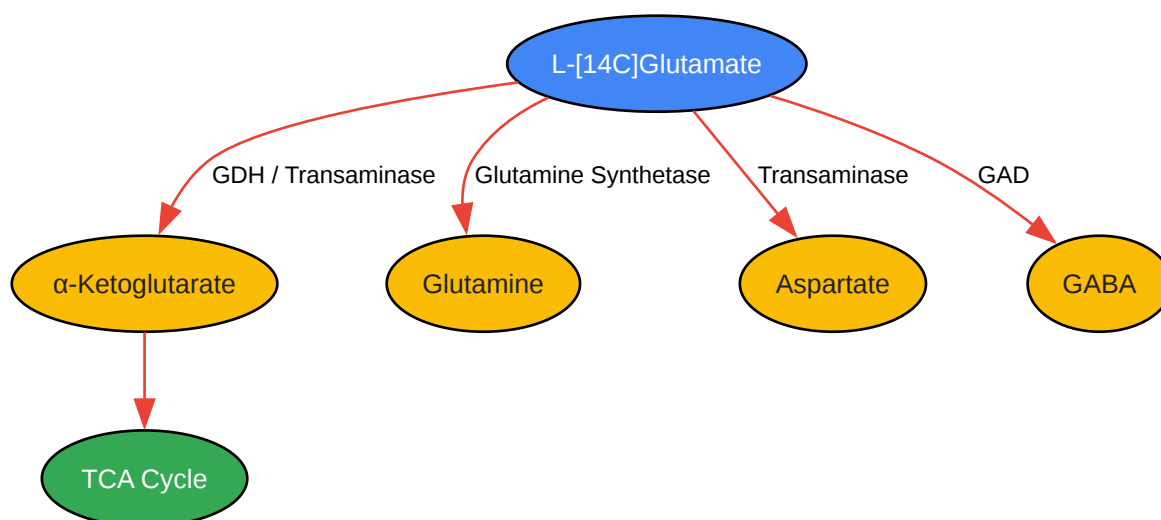 L-[14C]Glutamate
GDH / Transaminase
Glutamine Synthetase
Transaminase
GAD
α-Ketoglutarate
Glutamine
Aspartate
GABA
TCA Cycle